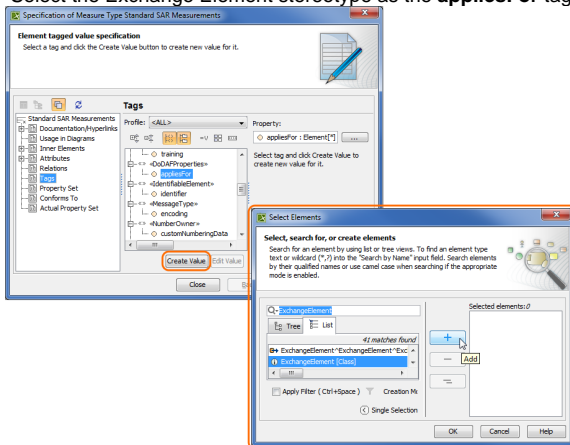 Select the Exchange Element stereotype as the appliesFor tag
Specification of Measure Type Standard SAR Measurements
Element tagged value specification
Select a tag and click the Create Value button to create new value for it.
Standard SAR Measurements
Documentation/Hyperlinks
Usage in Diagrams
Inner Elements
Attributes
Relations
Tags
Property Set
Conforms To
Actual Property Set
Tags
Profile: <ALL>
training
«DoDAFProperties»
appliesFor
«IdentifiableElement»
identifier
«MessageType»
encoding
«NumberOwner»
customNumberingData
Create Value Edit Value
Property:
appliesFor : Element[*] ...
Select tag and click Create Value to
create new value for it.
Close
Select Elements
Select, search for, or create elements
Search for an element by using list or tree views. To find an element type
text or wildcard (*,?) into the "Search by Name" input field. Search elements
by their qualified names or use camel case when searching if the appropriate
mode is enabled.
ExchangeElement
Tree List
41 matches found
ExchangeElement^ExchangeElement^Exc
ExchangeElement [Class]
Apply Filter (Ctrl+Space) Creation
Single Selection
Add
Selected elements:0
OK Cancel Help